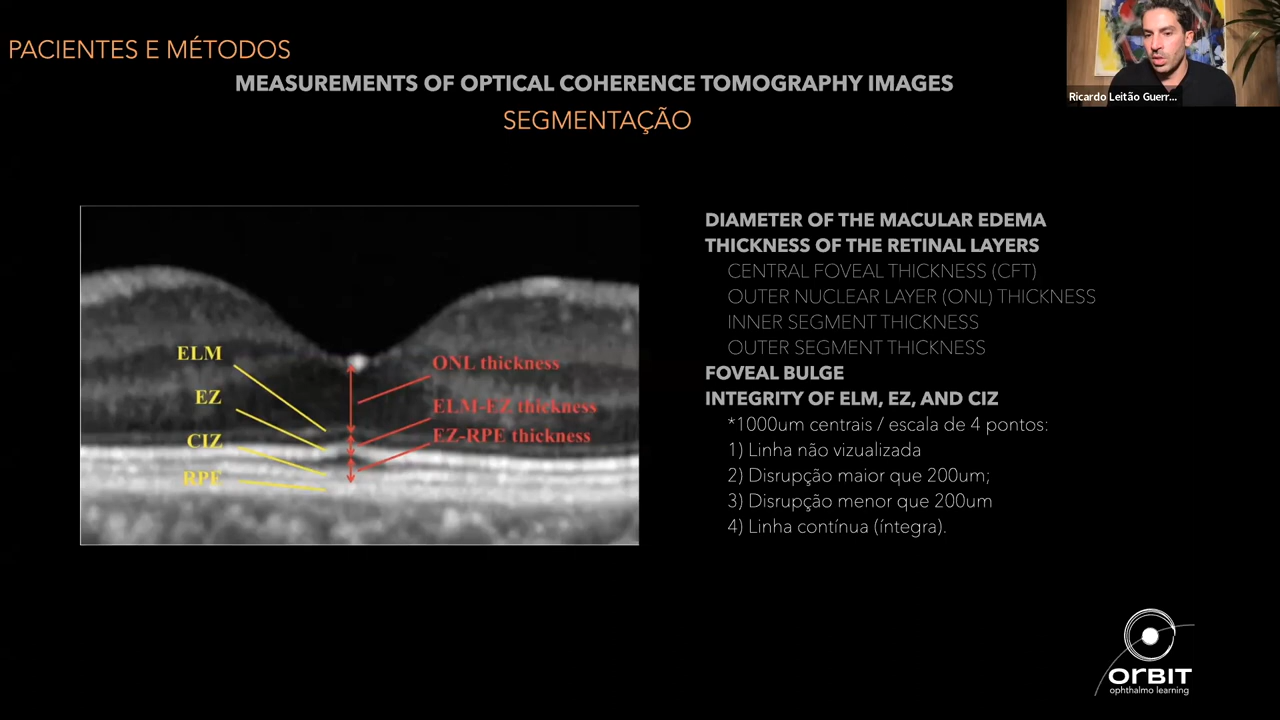 PACIENTES E MÉTODOS
MEASUREMENTS OF OPTICAL COHERENCE TOMOGRAPHY IMAGES
SEGMENTAÇÃO
Ricardo Leitão Guerr...
ELM
EZ
CIZ
RPE
ONL thickness
ELM-EZ thickness
EZ-RPE thickness
DIAMETER OF THE MACULAR EDEMA
THICKNESS OF THE RETINAL LAYERS
CENTRAL FOVEAL THICKNESS (CFT)
OUTER NUCLEAR LAYER (ONL) THICKNESS
INNER SEGMENT THICKNESS
OUTER SEGMENT THICKNESS
FOVEAL BULGE
INTEGRITY OF ELM, EZ, AND CIZ
*1000um centrais / escala de 4 pontos:
1) Linha não vizualizada
2) Disrupção maior que 200um;
3) Disrupção menor que 200um
4) Linha contínua (íntegra).
orBIT
ophthalmo learning